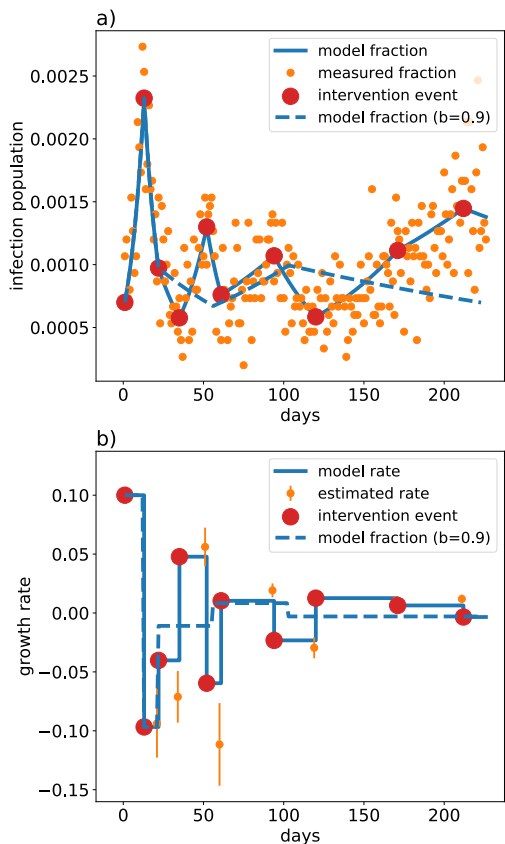 a)
model fraction
measured fraction
intervention event
model fraction (b=0.9)
0.0025
0.0020
0.0015
0.0010
0.0005
infection population
0 50 100 150 200
days
b)
model rate
estimated rate
intervention event
model fraction (b=0.9)
0.10
0.05
0.00
−0.05
−0.10
−0.15
growth rate
0 50 100 150 200
days